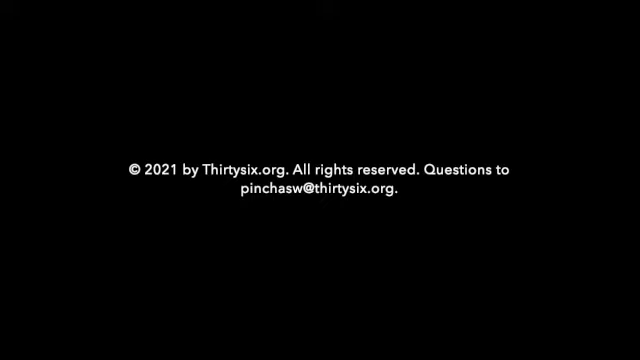 © 2021 by Thirtysix.org. All rights reserved. Questions to
pinchasw@thirtysix.org.